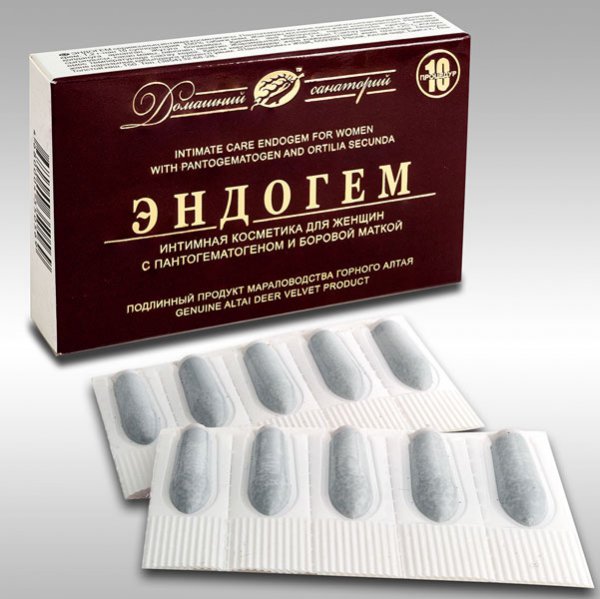 Домашний санаторий
10
ПРОЦЕДУР
INTIMATE CARE ENDOGEM FOR WOMEN
WITH PANTOGEMATOGEN AND ORTILIA SECUNDA
ЭНДОГЕМ
ИНТИМНАЯ КОСМЕТИКА ДЛЯ ЖЕНЩИН
С ПАНТОГЕМАТОГЕНОМ И БОРОВОЙ МАТКОЙ
ПОДЛИННЫЙ ПРОДУКТ МАРАЛОВОДСТВА ГОРНОГО АЛТАЯ
GENUINE ALTAI DEER VELVET PRODUCT